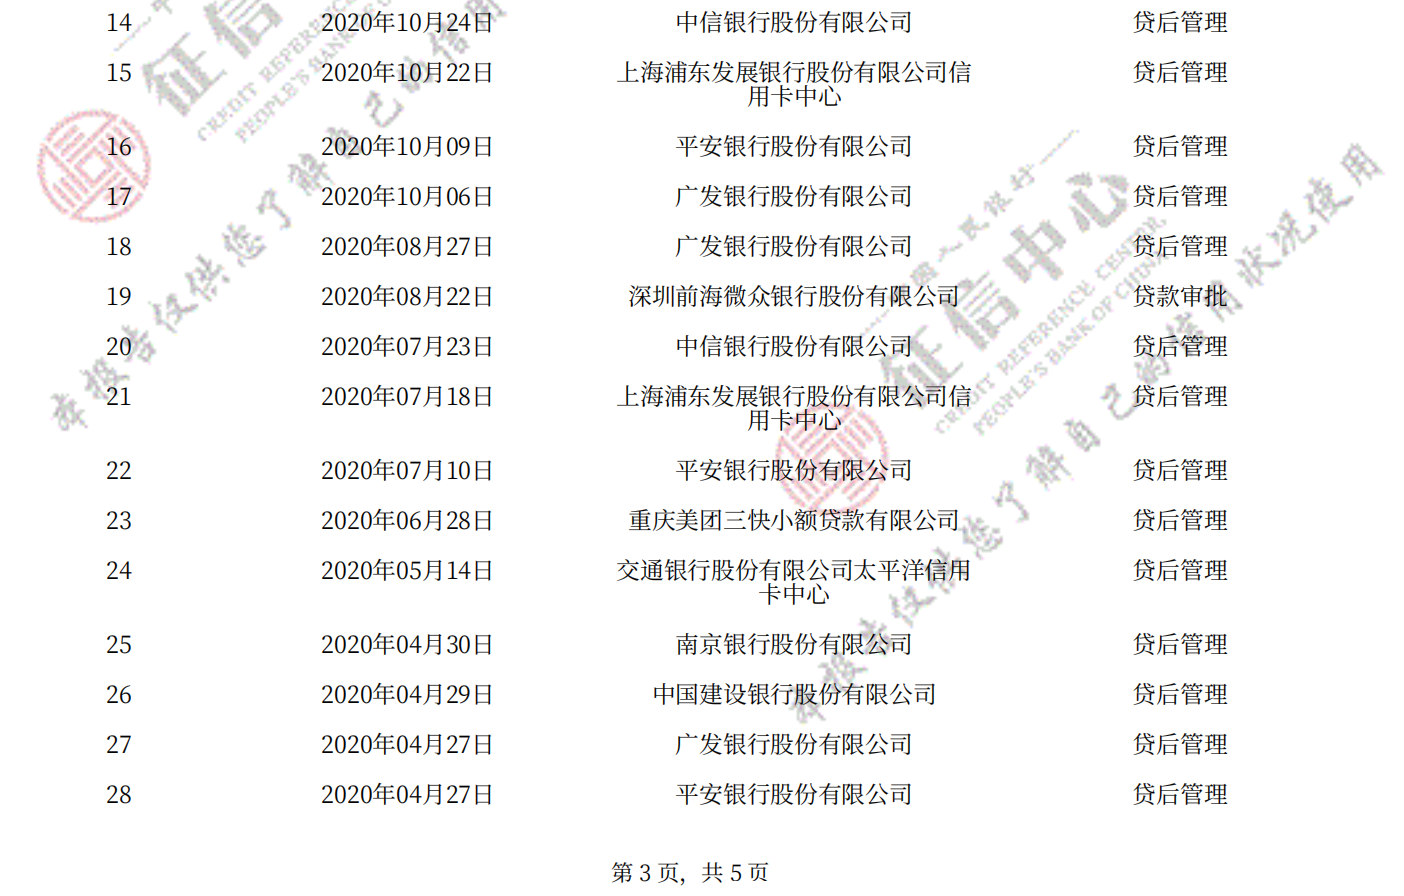 14 2020年10月24日 中信银行股份有限公司 贷后管理
15 2020年10月22日 上海浦东发展银行股份有限公司信 贷后管理
用卡中心
16 2020年10月09日 平安银行股份有限公司 贷后管理
17 2020年10月06日 广发银行股份有限公司 贷后管理
18 2020年08月27日 广发银行股份有限公司 贷后管理
19 2020年08月22日 深圳前海微众银行股份有限公司 贷款审批
20 2020年07月23日 中信银行股份有限公司 贷后管理
21 2020年07月18日 上海浦东发展银行股份有限公司信 贷后管理
用卡中心
22 2020年07月10日 平安银行股份有限公司 贷后管理
23 2020年06月28日 重庆美团三快小额贷款有限公司 贷后管理
24 2020年05月14日 交通银行股份有限公司太平洋信用 贷后管理
卡中心
25 2020年04月30日 南京银行股份有限公司 贷后管理
26 2020年04月29日 中国建设银行股份有限公司 贷后管理
27 2020年04月27日 广发银行股份有限公司 贷后管理
28 2020年04月27日 平安银行股份有限公司 贷后管理
第 3 页，共 5 页
征信
CREDIT REFERENCE
PEOPLE'S BANK OF
本报告仅供您了解自己的信用
人民银行
征信中心
CREDIT REFERENCE CENTER
PEOPLE'S BANK OF CHINA
本报告仅供您了解自己的信用状况使用